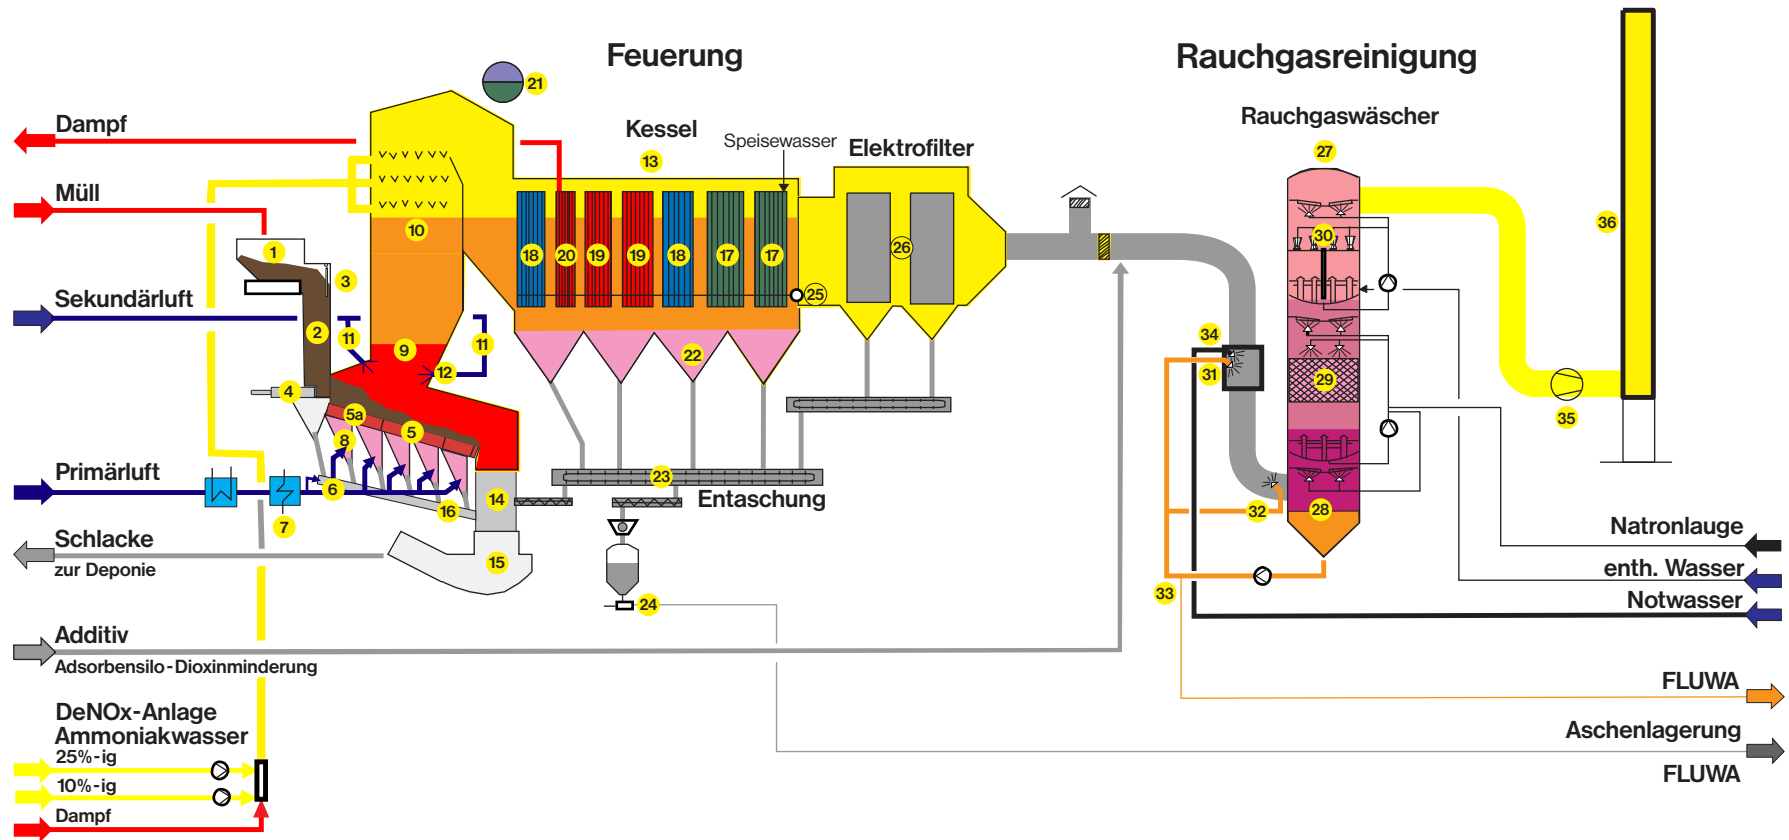 Feuerung
Rauchgasreinigung
21
Dampf
Kessel
Speisewasser
Elektrofilter
Rauchgaswäscher
13
27
Müll
10
36
1
3
30
18
20
19
19
18
17
17
26
25
Sekundärluft
2
11
9
11
12
22
34
31
29
35
4
5a
5
8
Primärluft
6
7
16
14
23
Entaschung
32
28
Schlacke
zur Deponie
15
24
33
Natronlauge
enth. Wasser
Notwasser
Additiv
Adsorbensilo-Dioxinminderung
FLUWA
DeNOx-Anlage
Ammoniakwasser
25%-ig
10%-ig
Dampf
Aschenlagerung
FLUWA